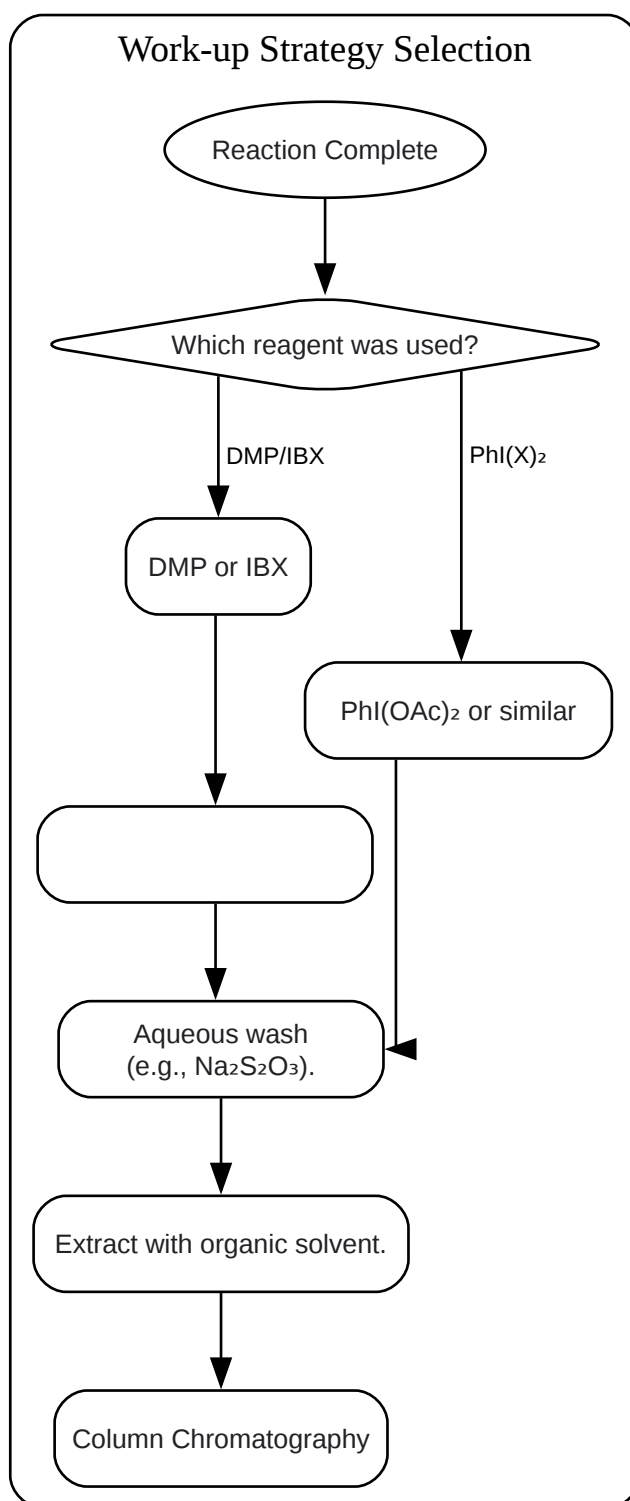 Work-up Strategy Selection
Reaction Complete
Which reagent was used?
DMP/IBX
PhI(X)₂
DMP or IBX
PhI(OAc)₂ or similar
Aqueous wash
(e.g., Na₂S₂O₃).
Extract with organic solvent.
Column Chromatography